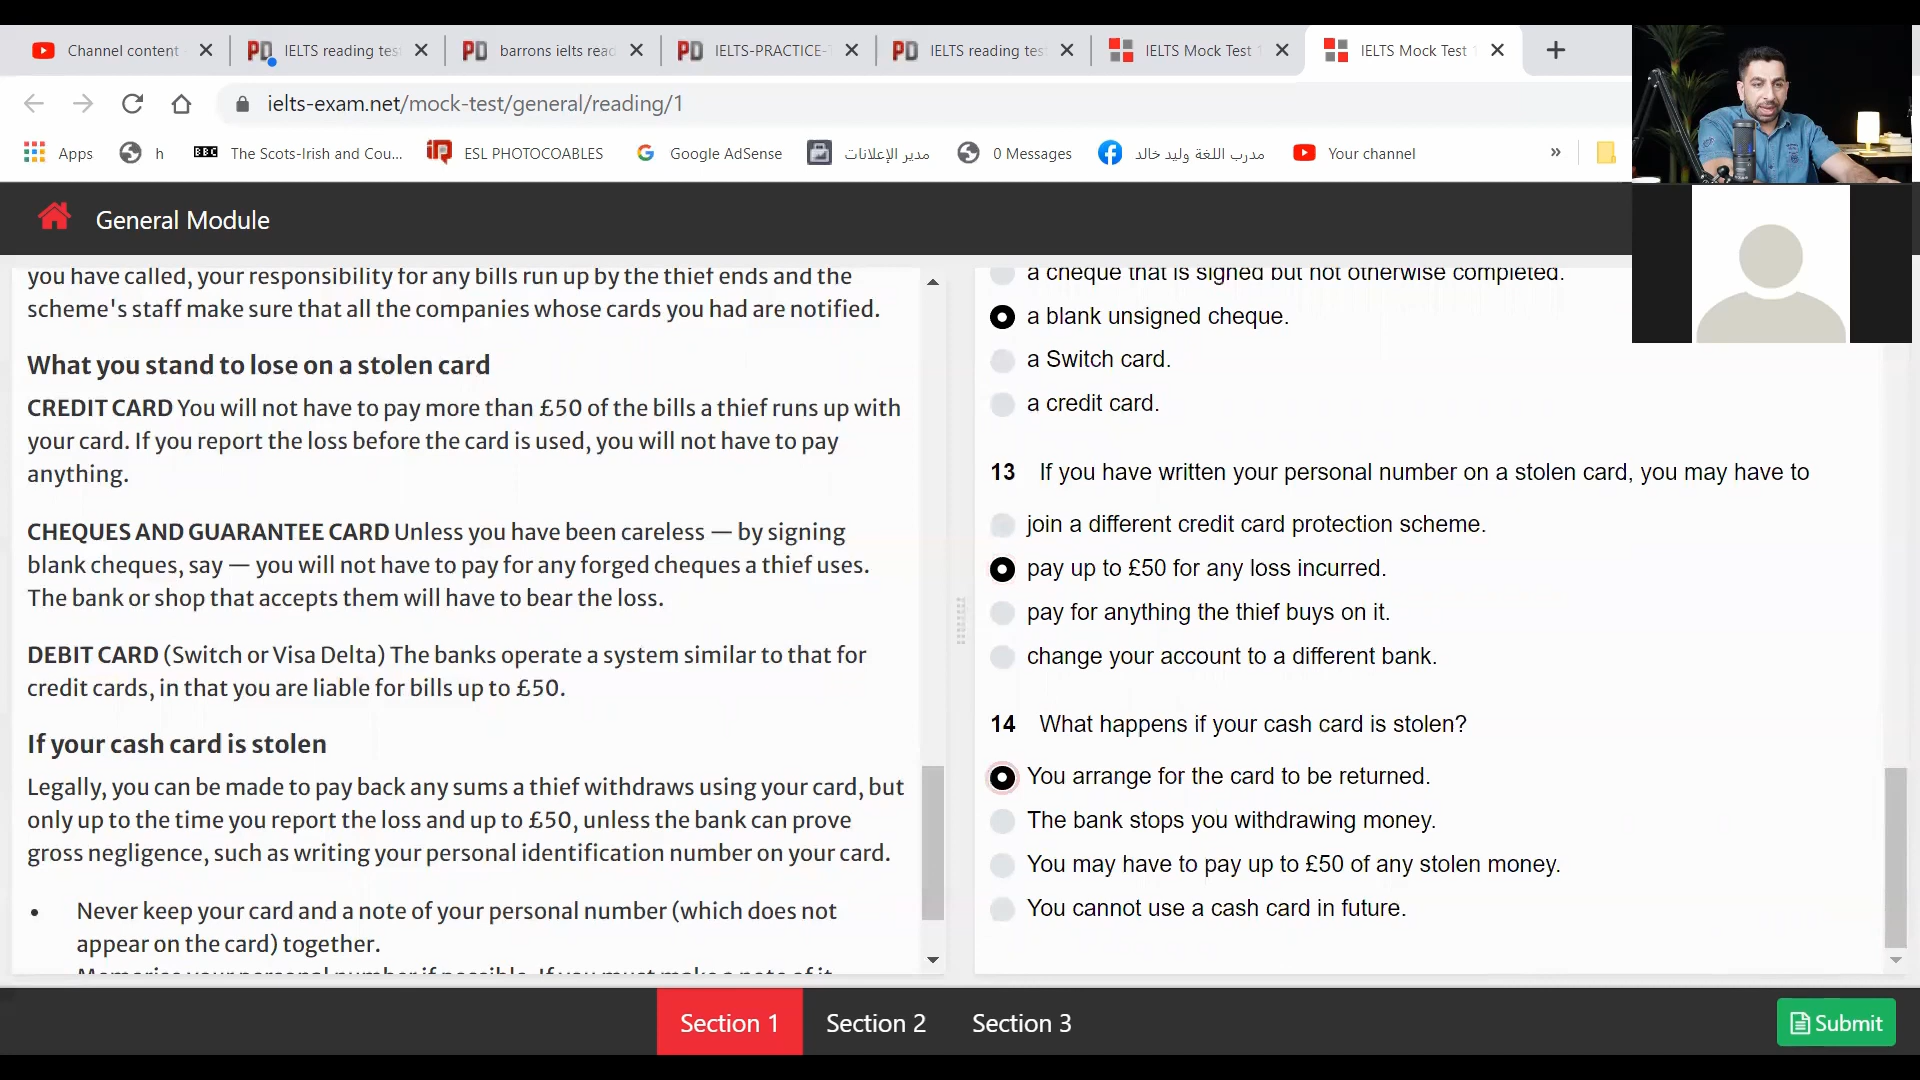 Channel content
IELTS reading tes
barrons ielts read
IELTS-PRACTICE-
IELTS reading tes
IELTS Mock Test 1
IELTS Mock Test 1
ielts-exam.net/mock-test/general/reading/1
Apps
h
BBC
The Scots-Irish and Cou...
ESL PHOTOCOABLES
Google AdSense
مدير الإعلانات
0 Messages
مدرب اللغة وليد خالد
Your channel
»
General Module
you have called, your responsibility for any bills run up by the thief ends and the
scheme's staff make sure that all the companies whose cards you had are notified.
What you stand to lose on a stolen card
CREDIT CARD You will not have to pay more than £50 of the bills a thief runs up with
your card. If you report the loss before the card is used, you will not have to pay
anything.
CHEQUES AND GUARANTEE CARD Unless you have been careless — by signing
blank cheques, say — you will not have to pay for any forged cheques a thief uses.
The bank or shop that accepts them will have to bear the loss.
DEBIT CARD (Switch or Visa Delta) The banks operate a system similar to that for
credit cards, in that you are liable for bills up to £50.
If your cash card is stolen
Legally, you can be made to pay back any sums a thief withdraws using your card, but
only up to the time you report the loss and up to £50, unless the bank can prove
gross negligence, such as writing your personal identification number on your card.
• Never keep your card and a note of your personal number (which does not
appear on the card) together.
Memorise your personal number if possible. If you must make a note of it
a cheque that is signed but not otherwise completed.
a blank unsigned cheque.
a Switch card.
a credit card.
13 If you have written your personal number on a stolen card, you may have to
join a different credit card protection scheme.
pay up to £50 for any loss incurred.
pay for anything the thief buys on it.
change your account to a different bank.
14 What happens if your cash card is stolen?
You arrange for the card to be returned.
The bank stops you withdrawing money.
You may have to pay up to £50 of any stolen money.
You cannot use a cash card in future.
Section 1
Section 2
Section 3
Submit